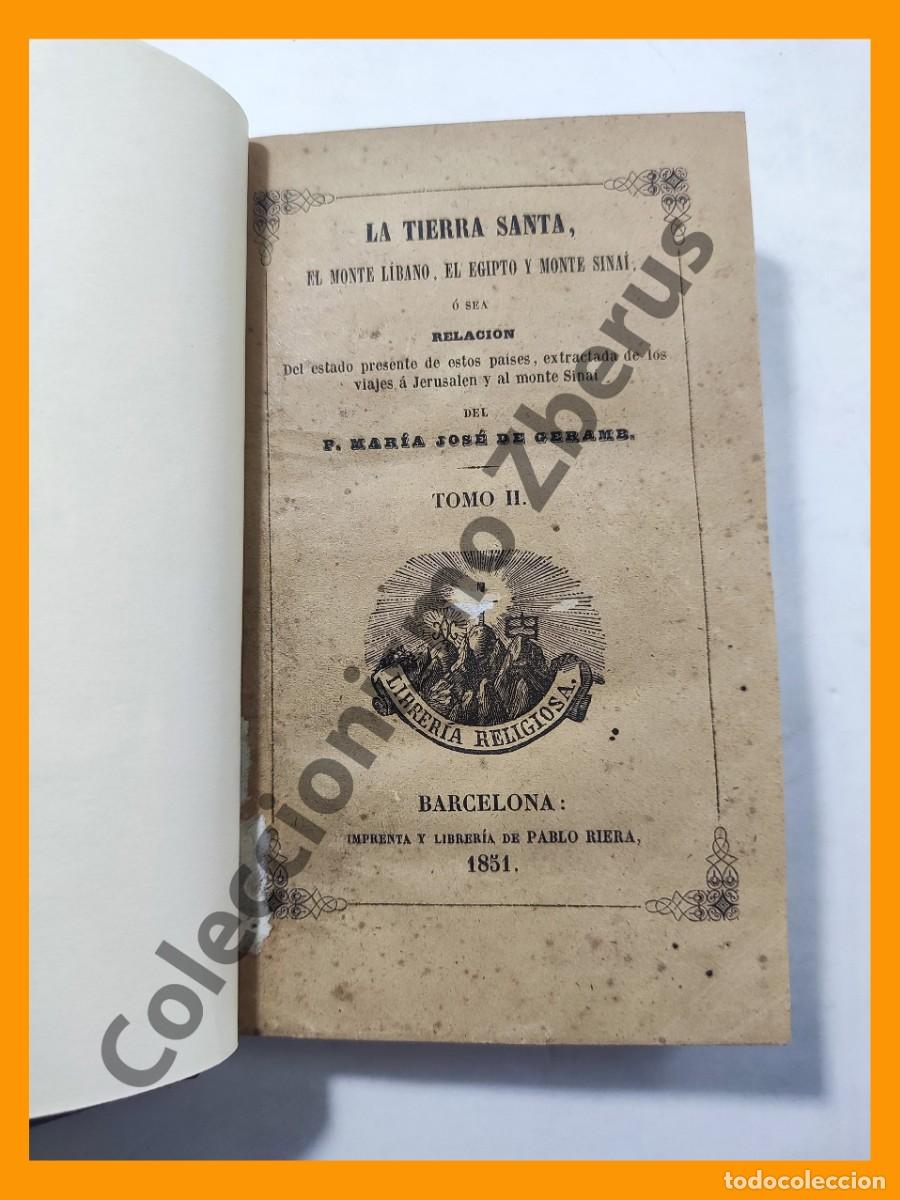 LA TIERRA SANTA,
EL MONTE LÍBANO, EL EGIPTO Y MONTE SINAÍ,
Ó SEA
RELACION
Del estado presente de estos países, extractada de los
viajes á Jerusalen y al monte Sinaí
DEL
P. MARÍA JOSÉ DE GERAMB.
TOMO II.
LIBRERÍA RELIGIOSA.
BARCELONA:
IMPRENTA Y LIBRERÍA DE PABLO RIERA,
1851.
Coleccionismo Zberus
todocoleccion